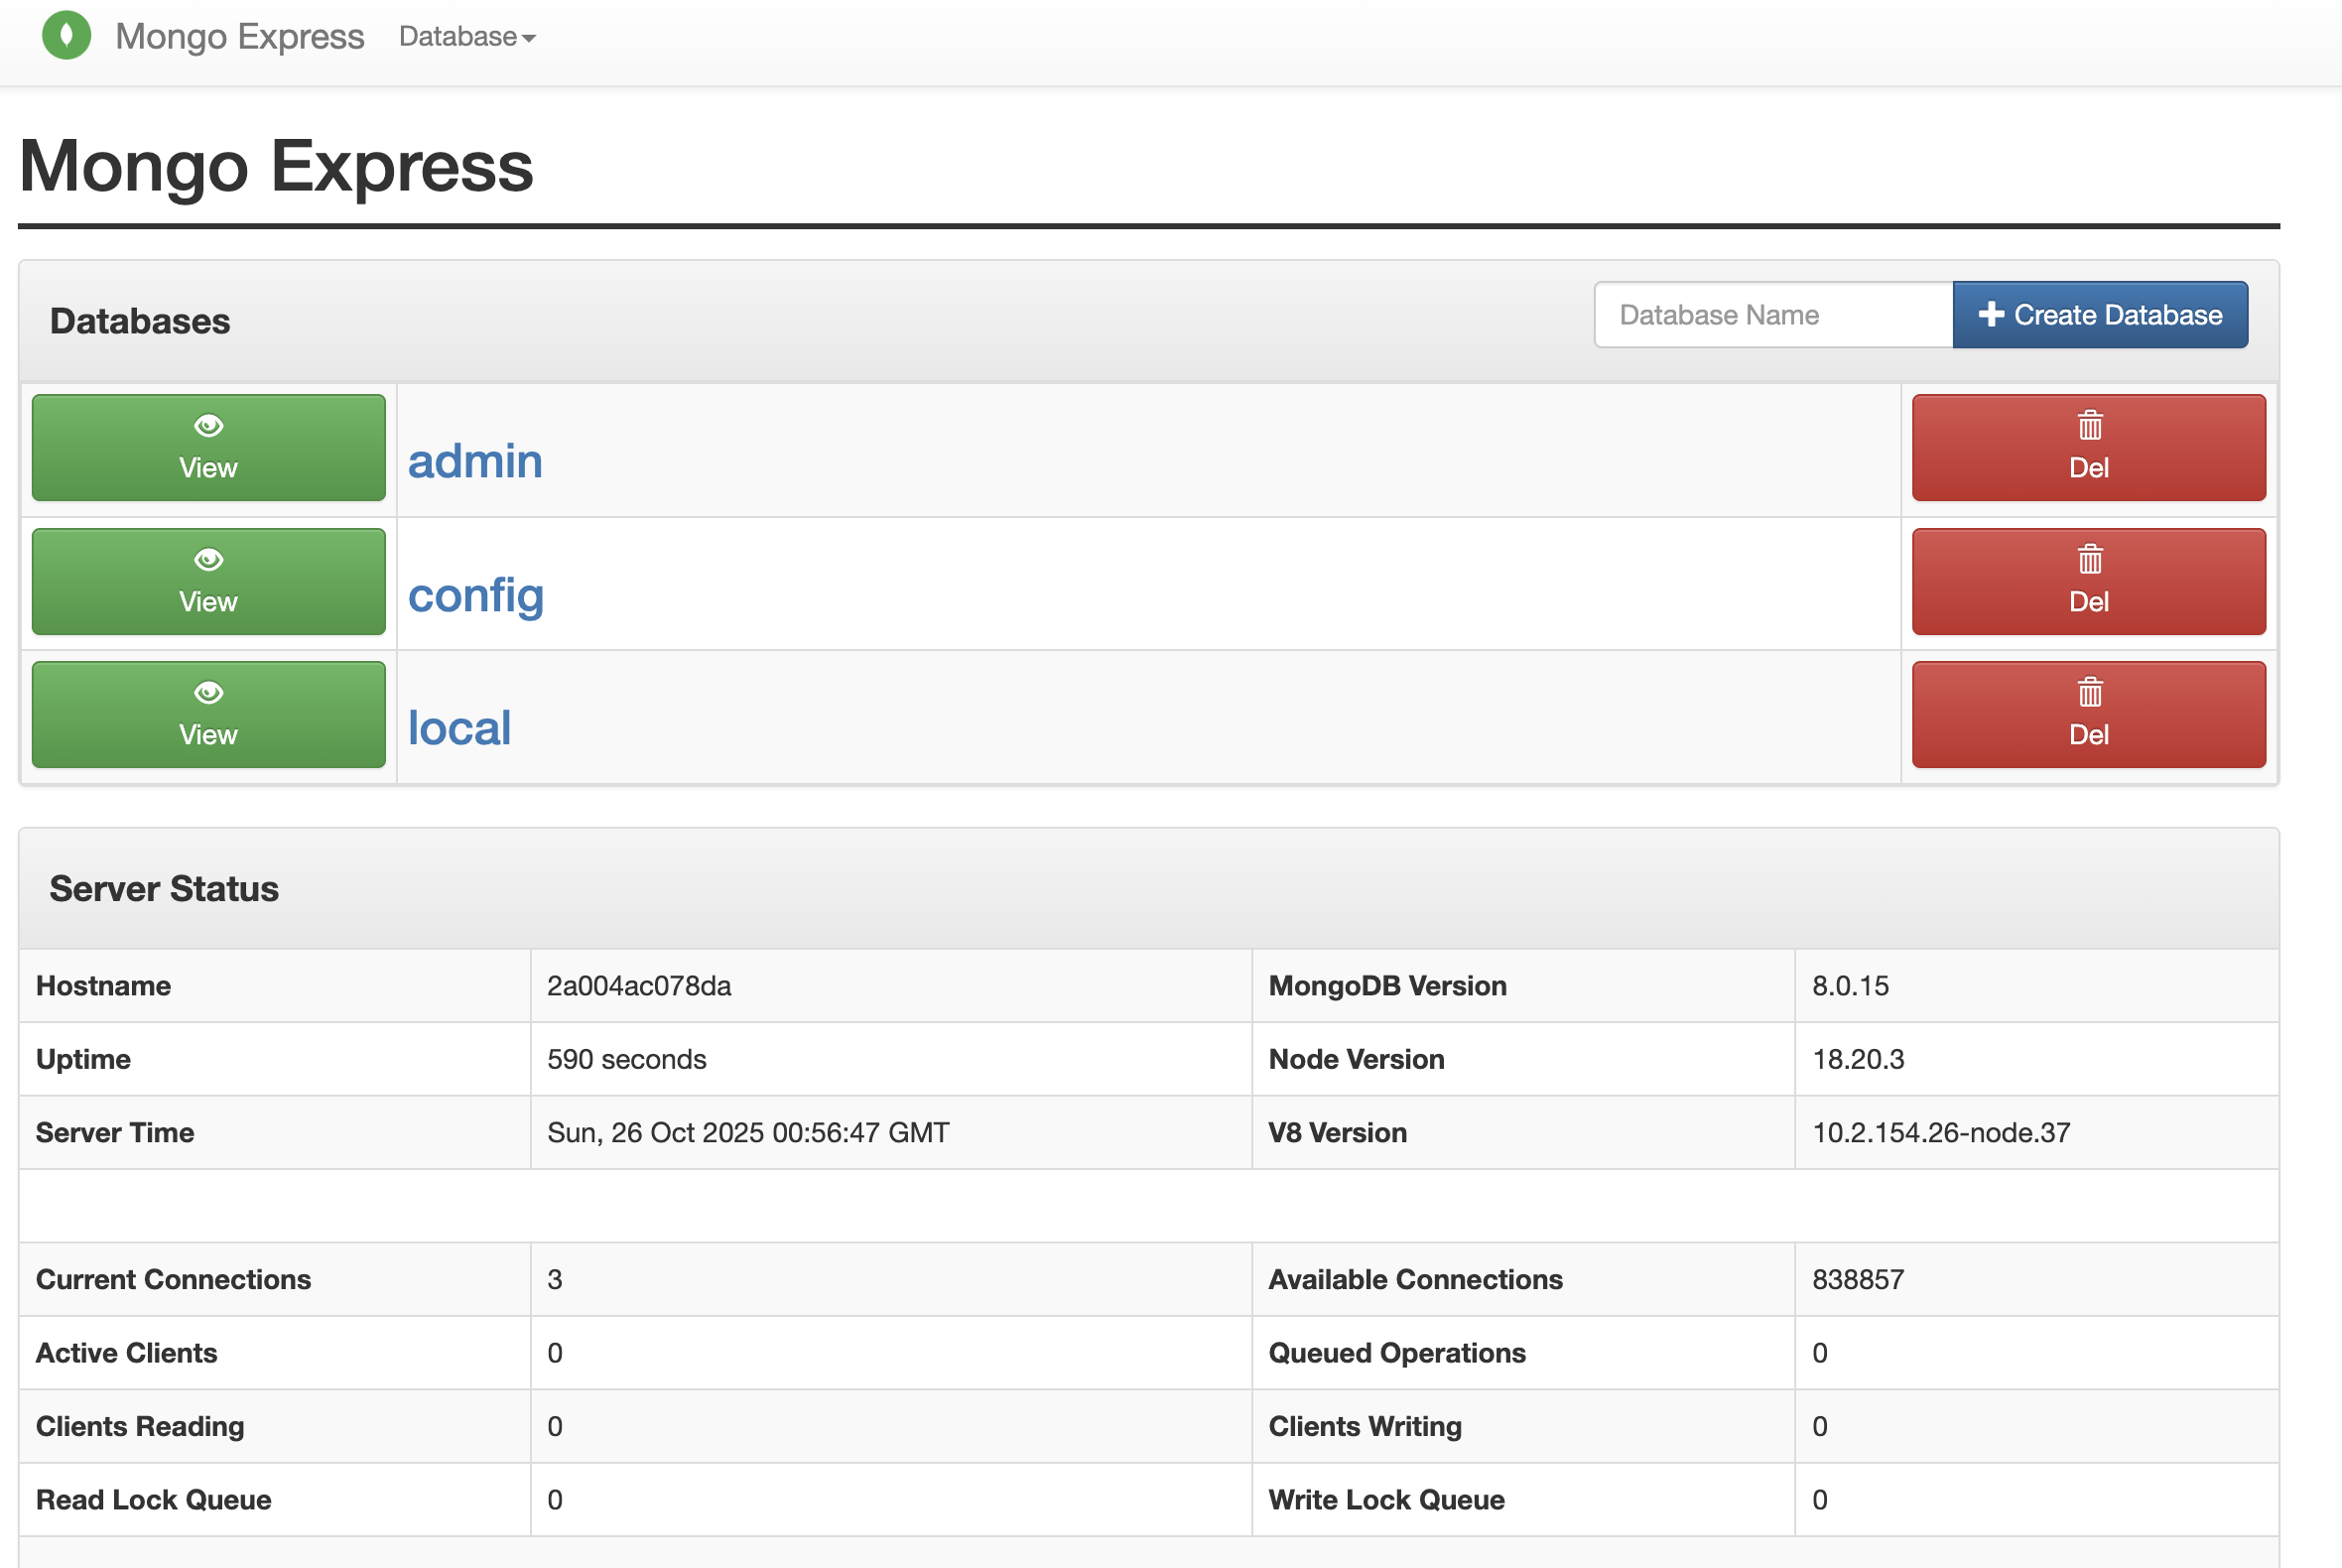 Mongo Express Database
Mongo Express
Databases
Database Name
Create Database
View
admin
Del
View
config
Del
View
local
Del
Server Status
Hostname 2a004ac078da MongoDB Version 8.0.15
Uptime 590 seconds Node Version 18.20.3
Server Time Sun, 26 Oct 2025 00:56:47 GMT V8 Version 10.2.154.26-node.37
Current Connections 3 Available Connections 838857
Active Clients 0 Queued Operations 0
Clients Reading 0 Clients Writing 0
Read Lock Queue 0 Write Lock Queue 0